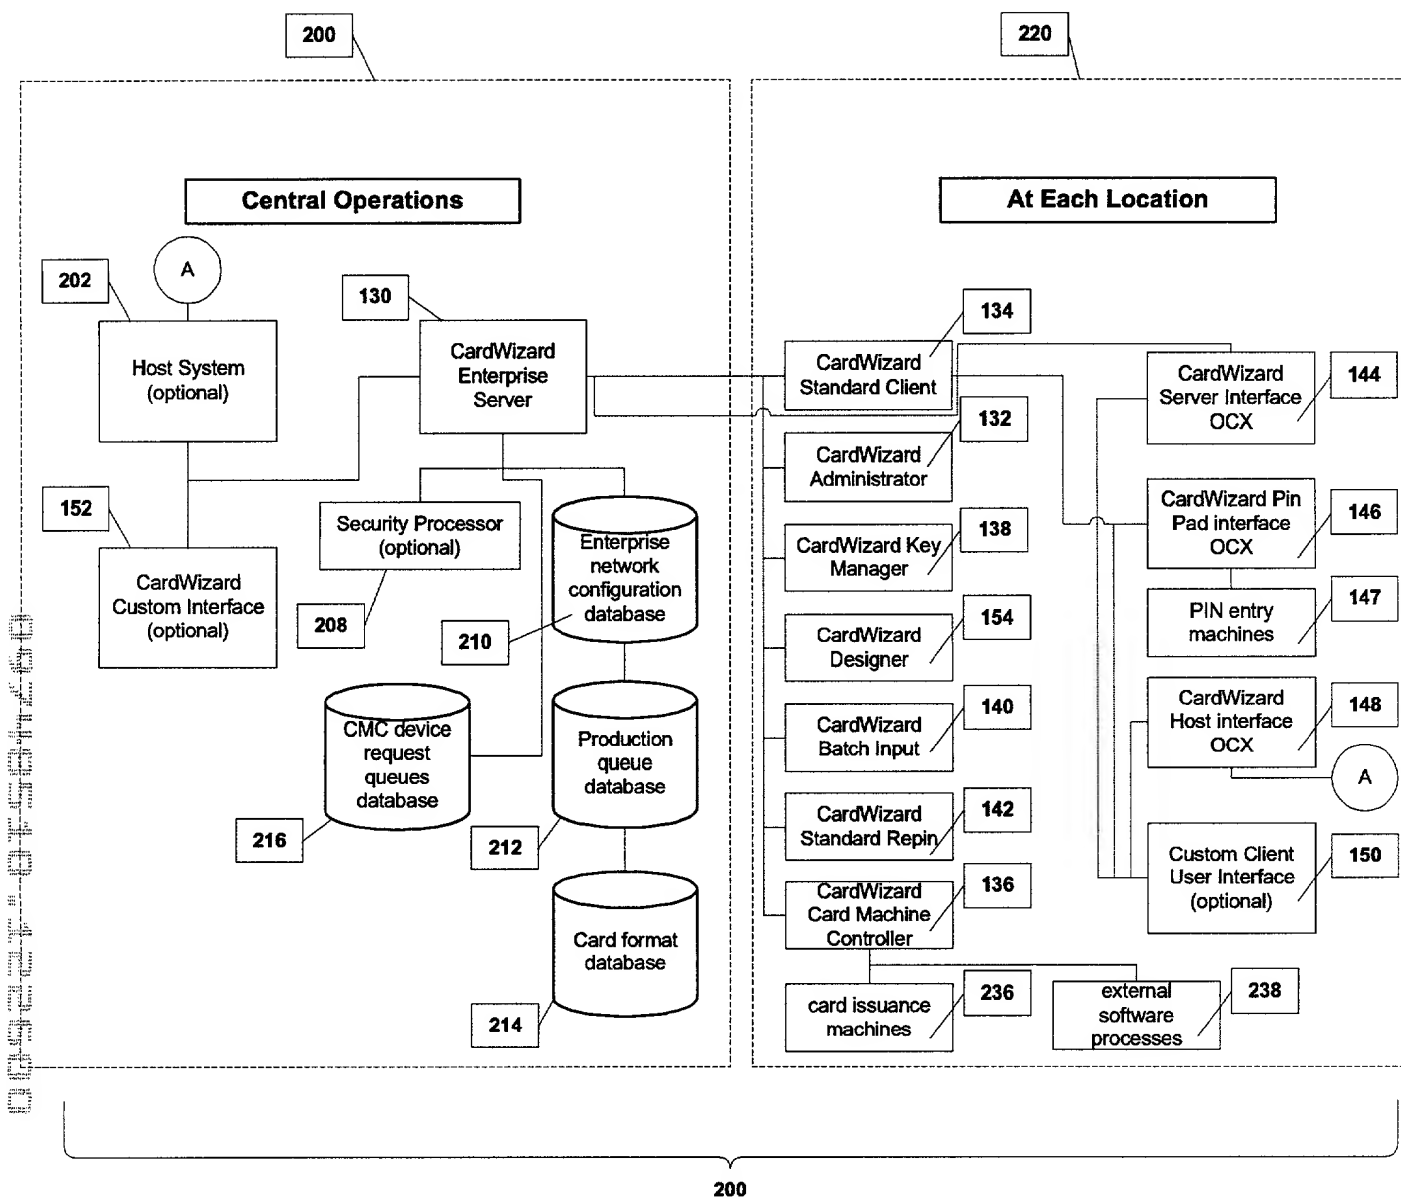 200
220
Central Operations
At Each Location
A
202
130
Host System
(optional)
CardWizard
Enterprise
Server
152
CardWizard
Custom Interface
(optional)
Security Processor
(optional)
208
Enterprise
network
configuration
database
210
CMC device
request
queues
database
216
Production
queue
database
212
Card format
database
214
134
CardWizard
Standard Client
132
CardWizard
Administrator
138
CardWizard Key
Manager
154
CardWizard
Designer
140
CardWizard
Batch Input
142
CardWizard
Standard Repin
136
CardWizard
Card Machine
Controller
236
card issuance
machines
external
software
processes
238
CardWizard
Server Interface
OCX
144
CardWizard Pin
Pad interface
OCX
146
PIN entry
machines
147
CardWizard
Host interface
OCX
148
A
Custom Client
User Interface
(optional)
150
200